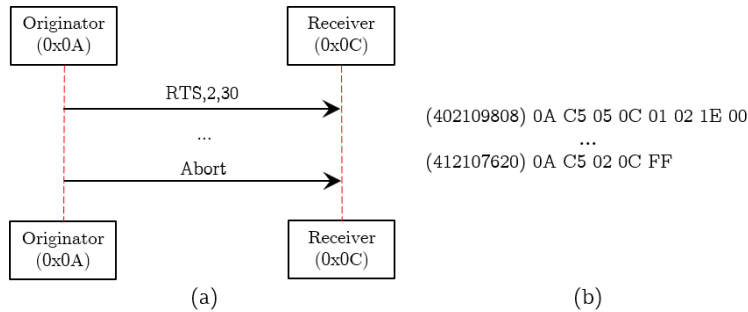 Originator
(0x0A)
Receiver
(0x0C)
RTS,2,30
...
Abort
Originator
(0x0A)
Receiver
(0x0C)
(a)
(402109808) 0A C5 05 0C 01 02 1E 00
...
(412107620) 0A C5 02 0C FF
(b)